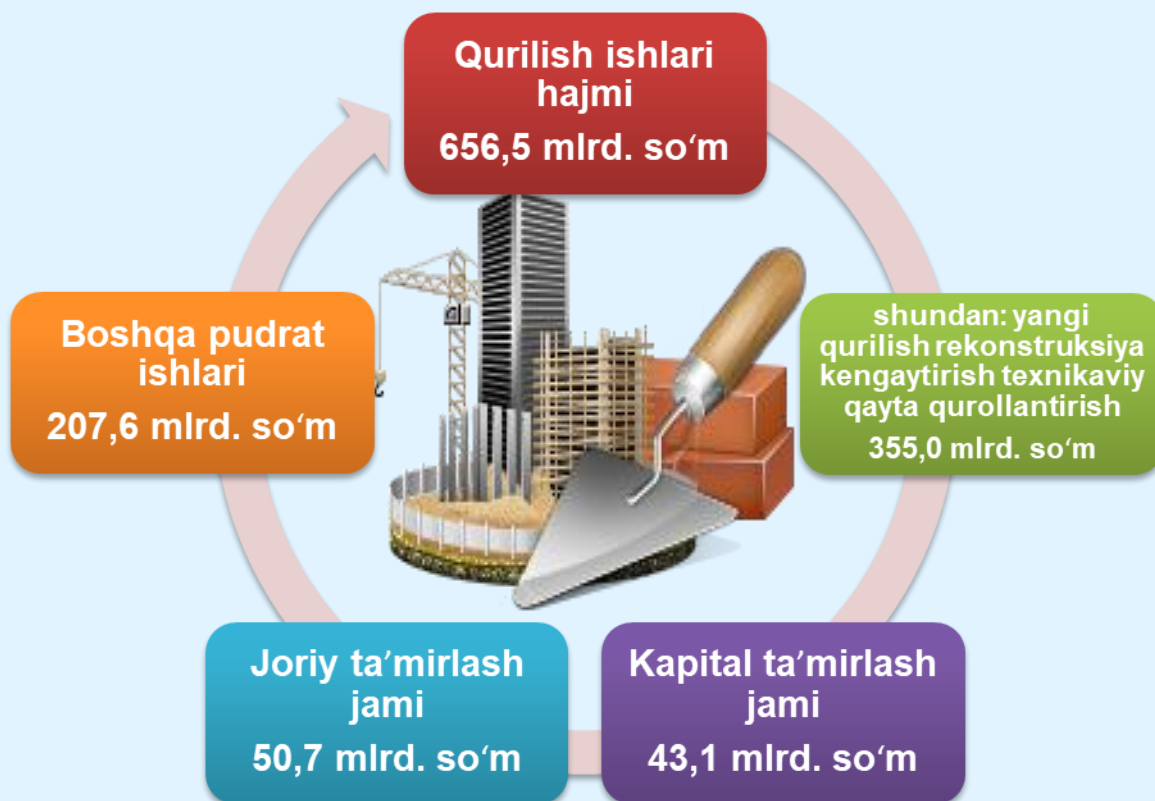 Qurilish ishlari
hajmi
656,5 mlrd. so‘m
shundan: yangi
qurilish rekonstruksiya
kengaytirish texnikaviy
qayta qurollantirish
355,0 mlrd. so‘m
Kapital ta’mirlash
jami
43,1 mlrd. so‘m
Joriy ta’mirlash
jami
50,7 mlrd. so‘m
Boshqa pudrat
ishlari
207,6 mlrd. so‘m